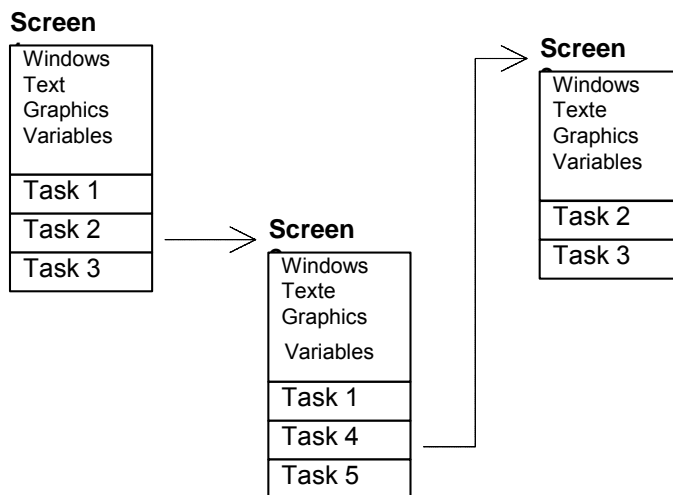 Screen
Windows
Text
Graphics
Variables
Task 1
Task 2
Task 3
Screen
Windows
Texte
Graphics
Variables
Task 1
Task 4
Task 5
Screen
Windows
Texte
Graphics
Variables
Task 2
Task 3